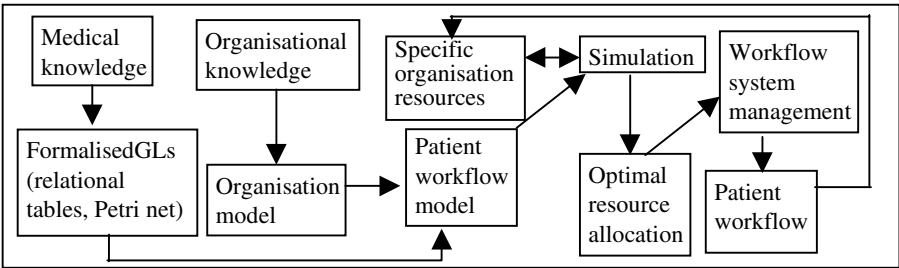 Medical
knowledge
Organisational
knowledge
Specific
organisation
resources
Simulation
Workflow
system
management
FormalisedGLs
(relational
tables, Petri net)
Organisation
model
Patient
workflow
model
Optimal
resource
allocation
Patient
workflow